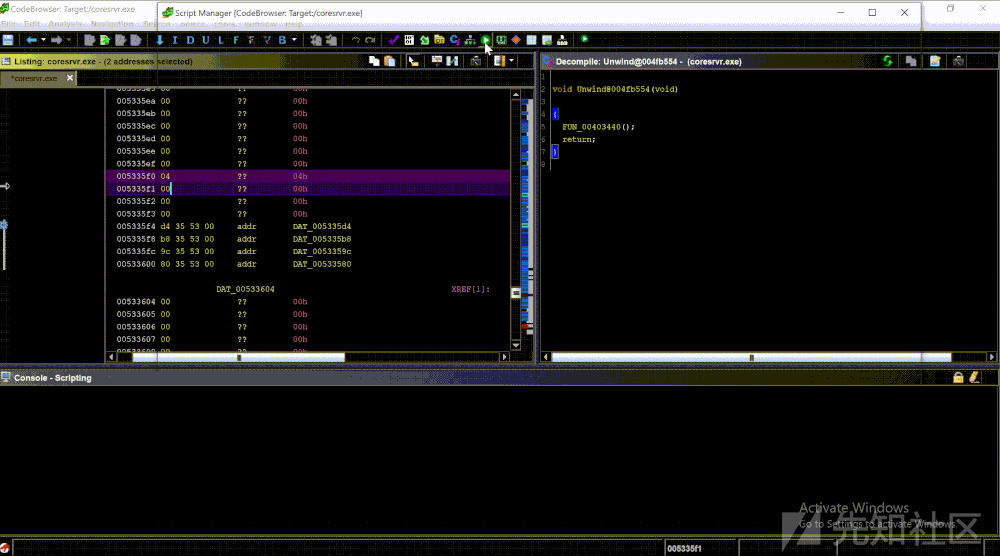 CodeBrowser: Target:/coresrvr.exe
Script Manager [CodeBrowser: Target:/coresrvr.exe]
File Edit Analysis Navigation
I D U L F B
Listing: coresrvr.exe - (2 addresses selected)
*coresrvr.exe
005335ea 00 ?? 00h
005335eb 00 ?? 00h
005335ec 00 ?? 00h
005335ed 00 ?? 00h
005335ee 00 ?? 00h
005335ef 00 ?? 00h
005335f0 04 ?? 04h
005335f1 00 ?? 00h
005335f2 00 ?? 00h
005335f3 00 ?? 00h
005335f4 d4 35 53 00 addr DAT_005335d4
005335f8 b8 35 53 00 addr DAT_005335b8
005335fc 9c 35 53 00 addr DAT_0053359c
00533600 80 35 53 00 addr DAT_00533580
DAT_00533604 XREF[1]:
00533604 00 ?? 00h
00533605 00 ?? 00h
00533606 00 ?? 00h
00533607 00 ?? 00h
Decompile: Unwind@004fb554 - (coresrvr.exe)
1
2 void Unwind@004fb554(void)
3
4 {
5 FUN_00403440();
6 return;
7 }
8
Console - Scripting
Activate Windows
Go to Settings to activate Windows.
先知社区
005335f1